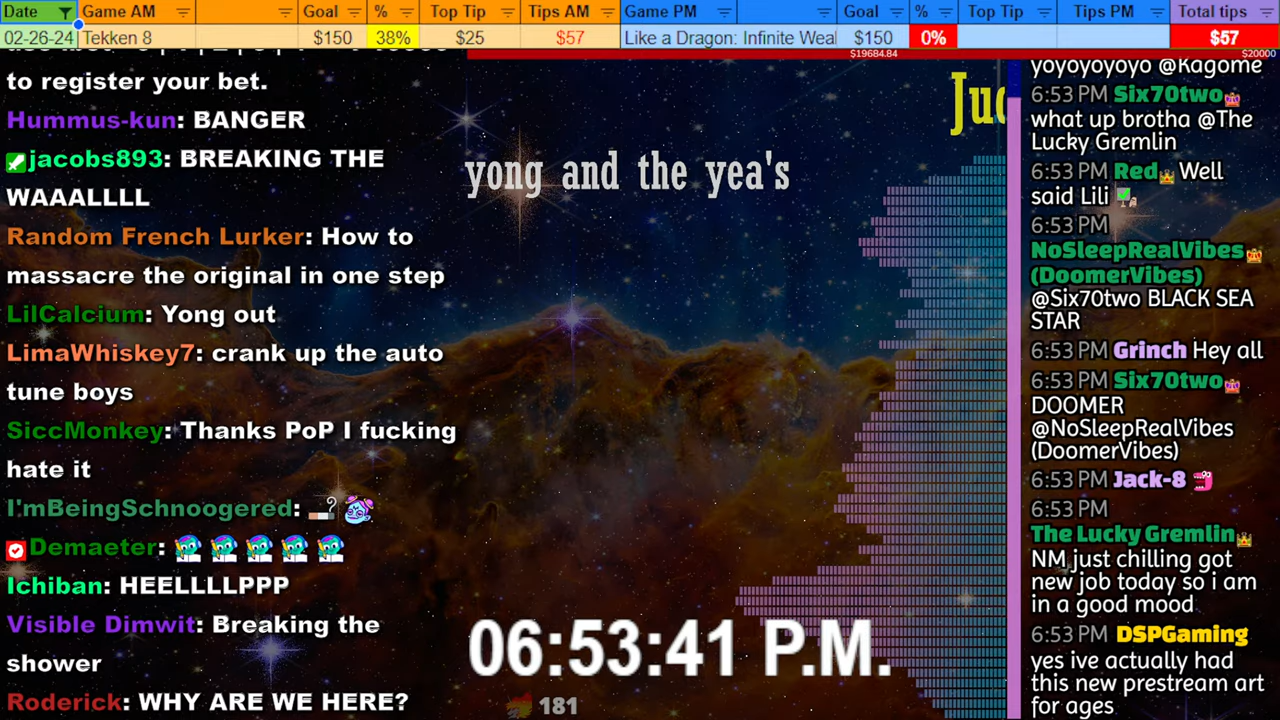 Date Game AM Goal % Top Tip Tips AM Game PM Goal % Top Tip Tips PM Total tips
02-26-24 Tekken 8 $150 38% $25 $57 Like a Dragon: Infinite Weal $150 0% $57
$19684.84 $20000
to register your bet.
Hummus-kun: BANGER
jacobs893: BREAKING THE
WAAALLLL
Random French Lurker: How to
massacre the original in one step
LilCalcium: Yong out
LimaWhiskey7: crank up the auto
tune boys
SiccMonkey: Thanks PoP I fucking
hate it
I'mBeingSchnoogered:
Demaeter:
Ichiban: HEELLLLPPP
Visible Dimwit: Breaking the
shower
Roderick: WHY ARE WE HERE?
yong and the yea's
06:53:41 P.M.
181
yoyoyoyoyo @Kagome
6:53 PM Six70two
what up brotha @The
Lucky Gremlin
6:53 PM Red Well
said Lili
6:53 PM
NoSleepRealVibes
(DoomerVibes)
@Six70two BLACK SEA
STAR
6:53 PM Grinch Hey all
6:53 PM Six70two
DOOMER
@NoSleepRealVibes
(DoomerVibes)
6:53 PM Jack-8
6:53 PM
The Lucky Gremlin
NM just chilling got
new job today so i am
in a good mood
6:53 PM DSPGaming
yes ive actually had
this new prestream art
for ages